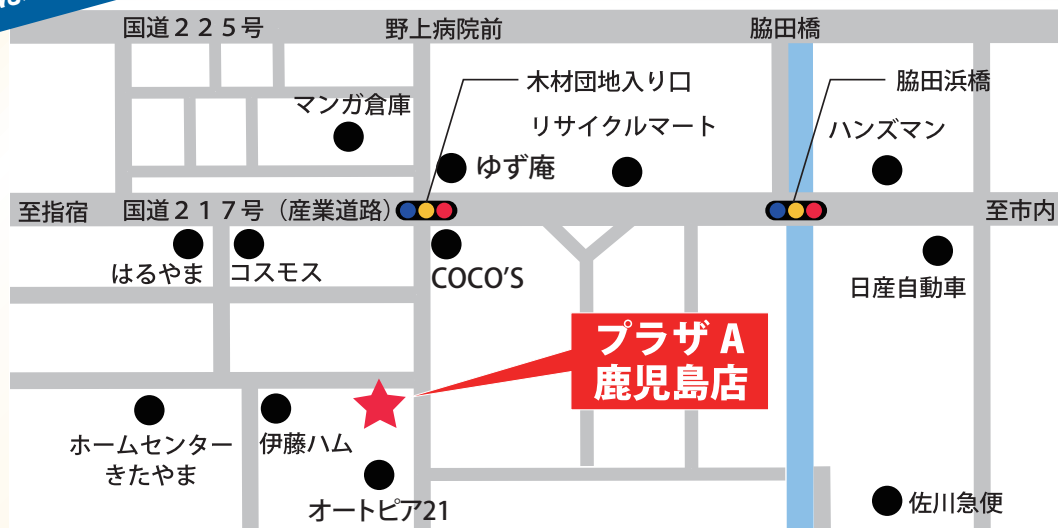 国道２２５号
野上病院前
脇田橋
木材団地入り口
脇田浜橋
マンガ倉庫
リサイクルマート
ハンズマン
ゆず庵
至指宿
国道２１７号（産業道路）
至市内
はるやま
コスモス
COCO'S
日産自動車
プラザ A
鹿児島店
ホームセンター
きたやま
伊藤ハム
オートピア21
佐川急便